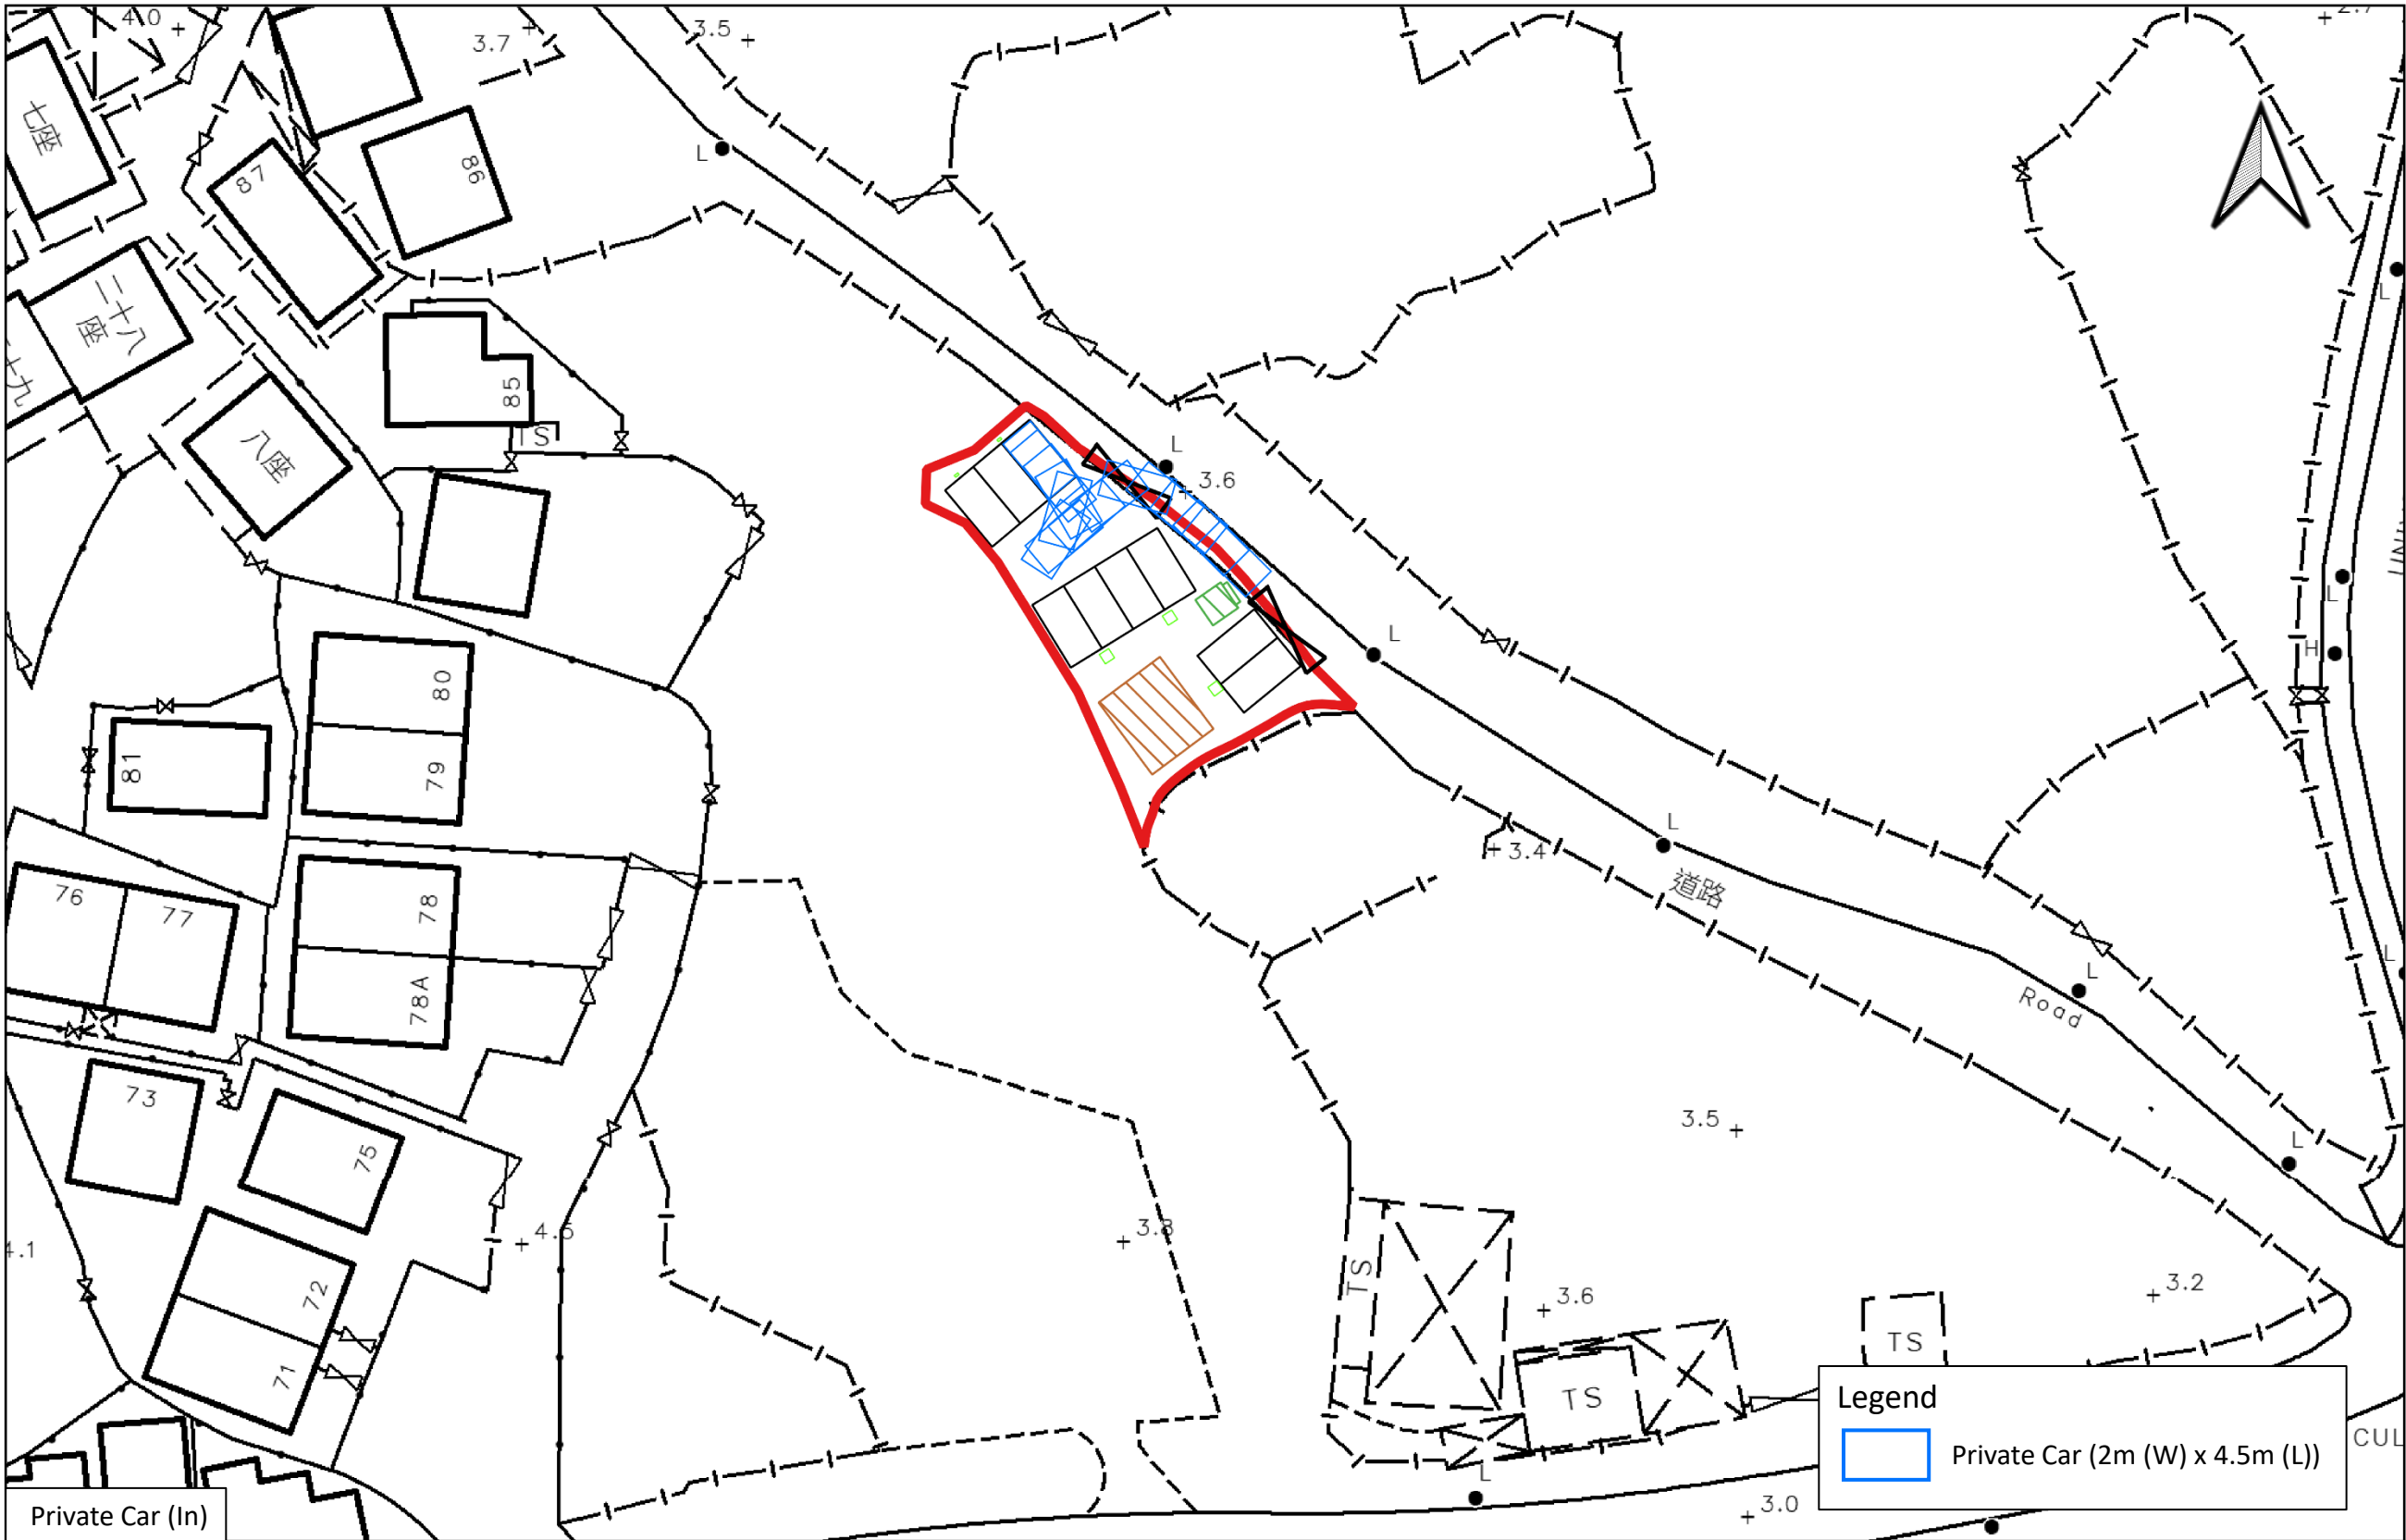 4.0
3.7
3.5
七座
87
86
L
二十八
座
十九
85
TS
八座
L
3.6
L
L
L
H
80
79
81
L
3.4
道路
76
77
78
78A
L
L
Road
73
75
3.5
L
4.1
3.8
72
71
TS
3.6
3.2
TS
TS
L
3.0
CUL
Legend
Private Car (2m (W) x 4.5m (L))
Private Car (In)